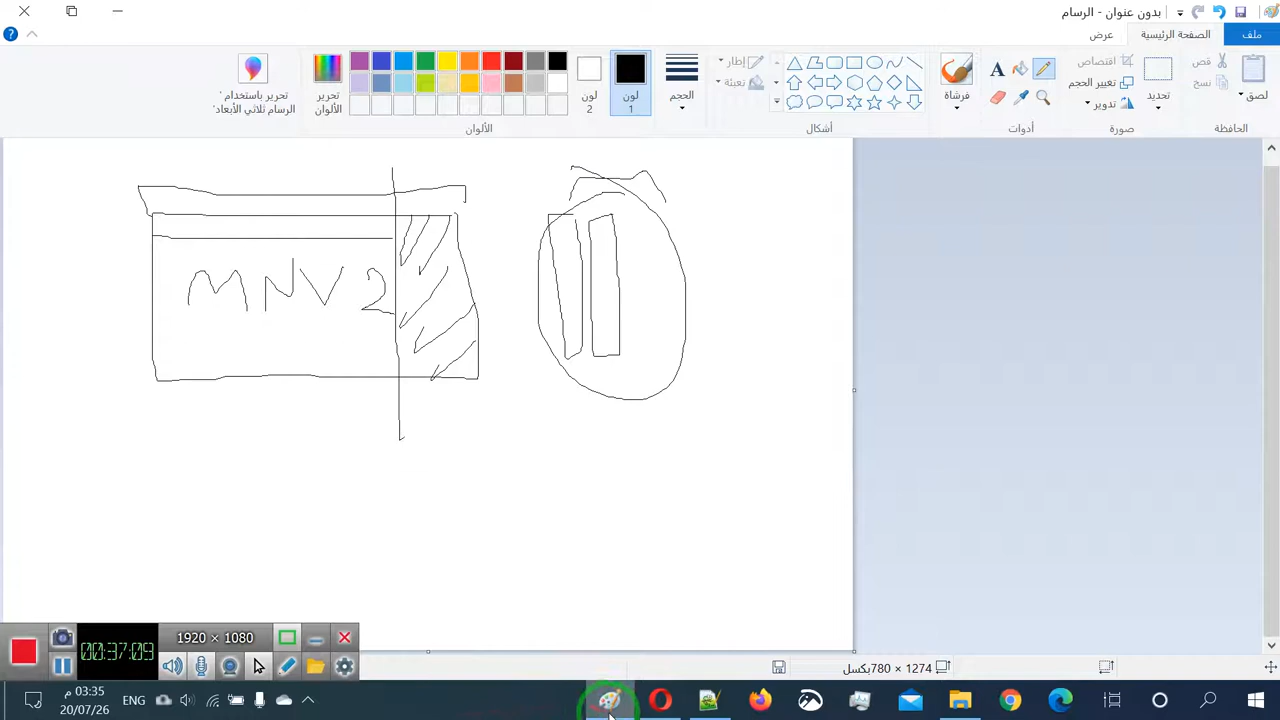 بدون عنوان - الرسام
ملف
الصفحة الرئيسية
عرض
لصق
قص
نسخ
الحافظة
تحديد
اقتصاص
تغيير الحجم
تدوير
صورة
A
أدوات
فرشاة
إطار
تعبئة
أشكال
الحجم
لون
1
لون
2
الألوان
تحرير
الألوان
تحرير باستخدام
الرسام ثلاثي الأبعاد
MNV2
00:37:09
1920 × 1080
1274 × 780بكسل
03:35 م
20/07/26
ENG